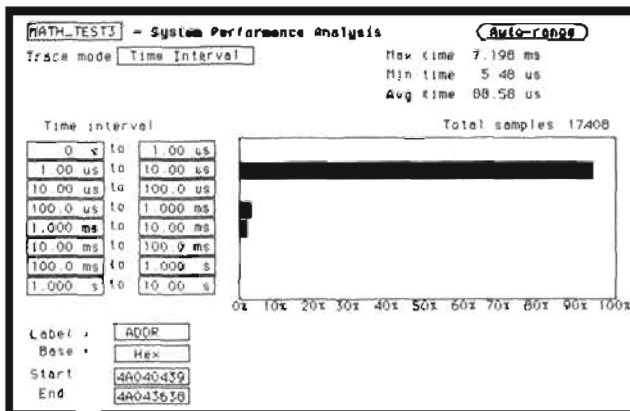 MATH_TEST3 - System Performance Analysis Auto-range
Trace mode Time Interval
Max time 7.198 ms
Min time 5.48 us
Avg time 88.58 us
Time interval Total samples 17408
0 s to 1.00 us
1.00 us to 10.00 us
10.00 us to 100.0 us
100.0 us to 1.000 ms
1.000 ms to 10.00 ms
10.00 ms to 100.0 ms
100.0 ms to 1.000 s
1.000 s to 10.00 s
0% 10% 20% 30% 40% 50% 60% 70% 80% 90% 100%
Label : ADDR
Base : Hex
Start 4A040439
End 4A043638